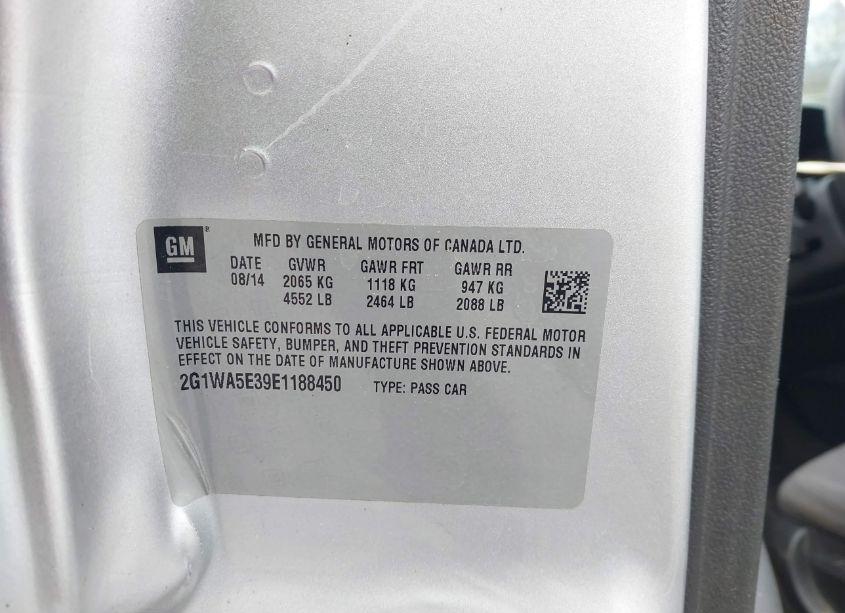 GM®
MFD BY GENERAL MOTORS OF CANADA LTD.
DATE GVWR GAWR FRT GAWR RR
08/14 2065 KG 1118 KG 947 KG
4552 LB 2464 LB 2088 LB
THIS VEHICLE CONFORMS TO ALL APPLICABLE U.S. FEDERAL MOTOR
VEHICLE SAFETY, BUMPER, AND THEFT PREVENTION STANDARDS IN
EFFECT ON THE DATE OF MANUFACTURE SHOWN ABOVE.
2G1WA5E39E1188450 TYPE: PASS CAR